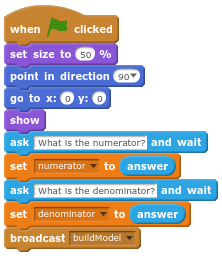 when clicked
set size to 50 %
point in direction 90
go to x: 0 y: 0
show
ask What is the numerator? and wait
set numerator to answer
ask What is the denominator? and wait
set denominator to answer
broadcast buildModel